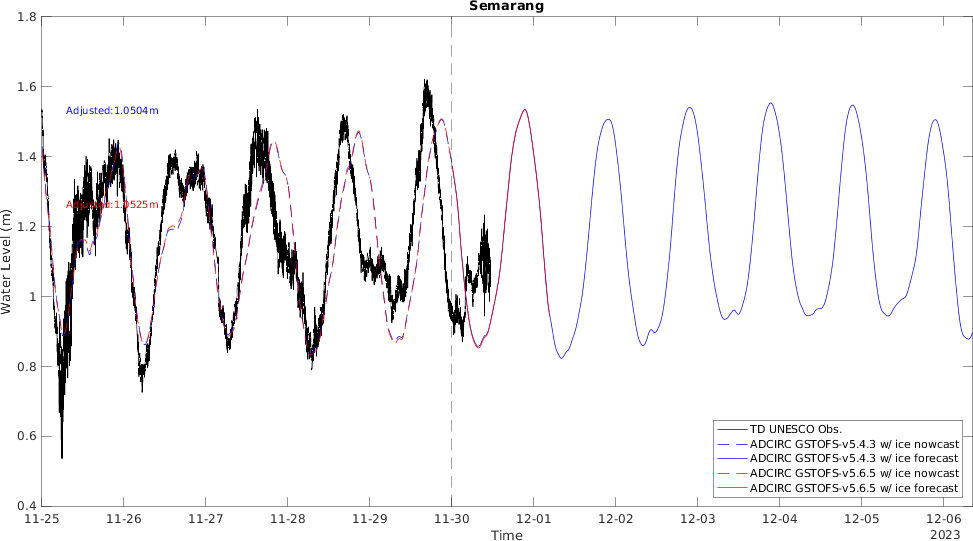 Semarang
1.8
1.6
1.4
1.2
1
0.8
0.6
0.4
Water Level (m)
Adjusted:1.0504m
Adjusted:1.0525m
TD UNESCO Obs.
ADCIRC GSTOFS-v5.4.3 w/ ice nowcast
ADCIRC GSTOFS-v5.4.3 w/ ice forecast
ADCIRC GSTOFS-v5.6.5 w/ ice nowcast
ADCIRC GSTOFS-v5.6.5 w/ ice forecast
11-25 11-26 11-27 11-28 11-29 11-30 12-01 12-02 12-03 12-04 12-05 12-06
2023
Time